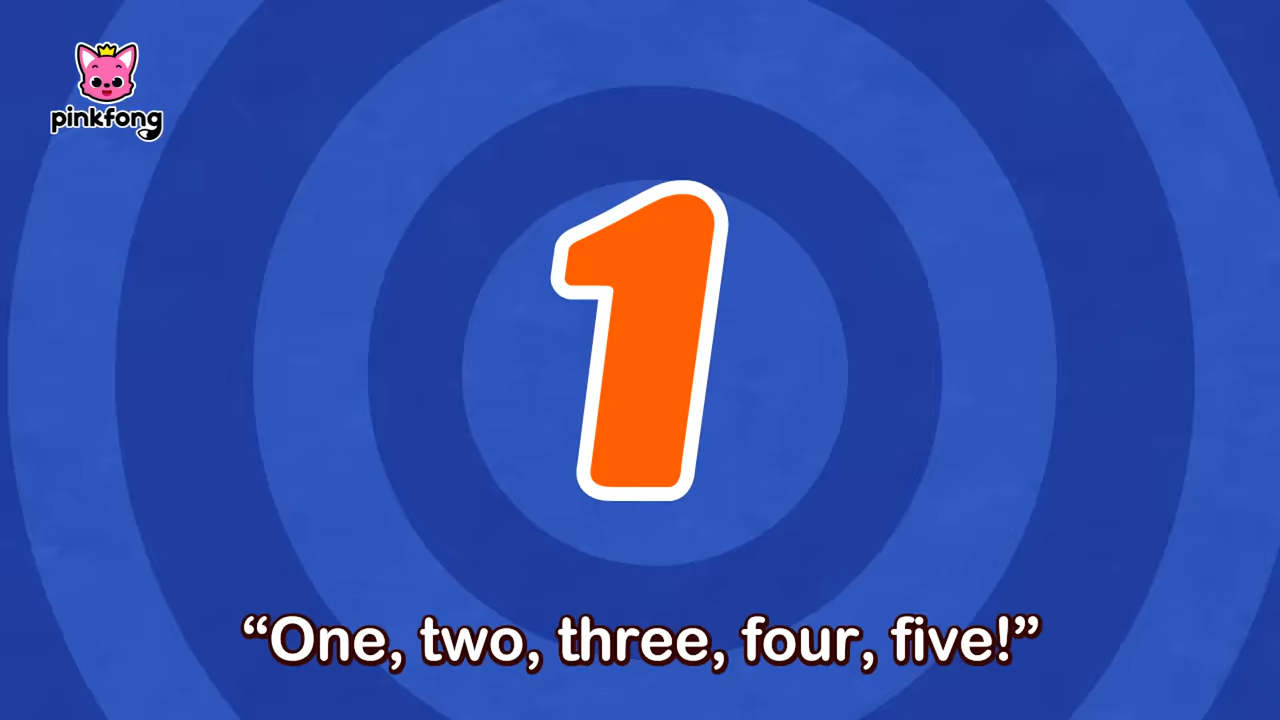 pinkfong
1
“One, two, three, four, five!”